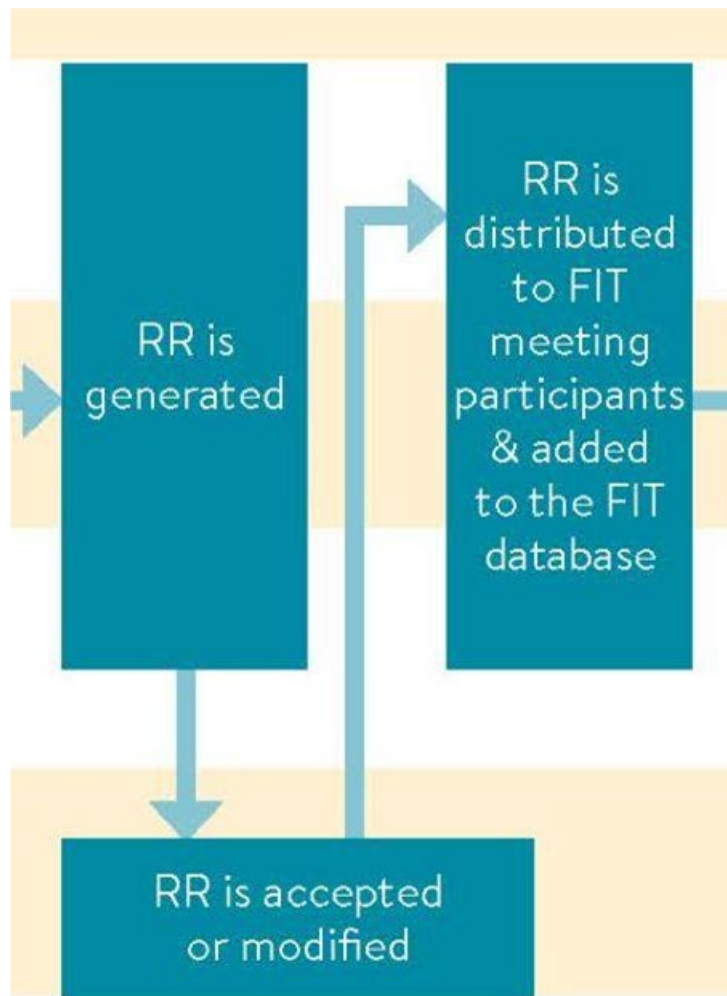 RR is
generated
RR is accepted
or modified
RR is
distributed
to FIT
meeting
participants
& added
to the FIT
database